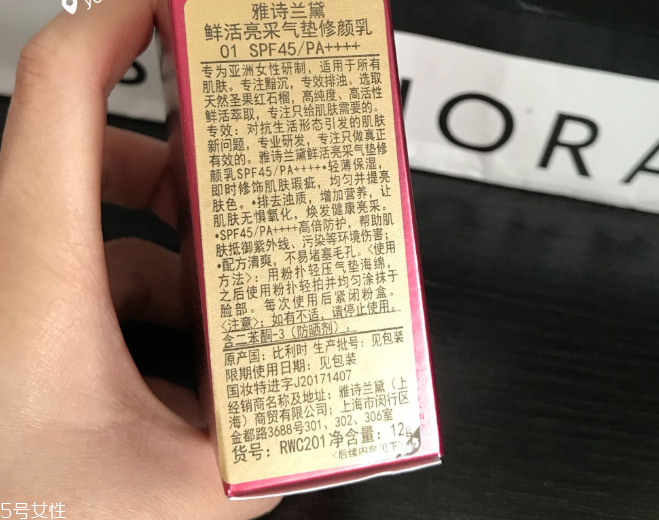 yo
雅诗兰黛
鲜活亮采气垫修颜乳
01 SPF45/PA++++
专为亚洲女性研制，适用于所有
肌肤。专注黯沉，专效排浊。选取
天然圣果红石榴，高纯度、高活性
鲜活萃取，专注只给肌肤需要的。
专效：对抗生活形态引发的肌肤
新问题，专业研发，专注只做真正
有效的。雅诗兰黛鲜活亮采气垫修
颜乳SPF45/PA++++•轻薄保湿，
即时修饰肌肤瑕疵，均匀并提亮
肤色。•排去浊质，增加营养，让
肌肤无惧氧化，焕发健康亮采。
•SPF45/PA++++高倍防护，帮助肌
肤抵御紫外线、污染等环境伤害；
•配方清爽，不易堵塞毛孔。<使用
方法>：用粉扑轻压气垫海绵，
之后使用粉扑轻拍并均匀涂抹于
脸部。每次使用后紧闭粉盒。
<注意>：如有不适，请停止使用。
含二苯酮-3（防晒剂）。
原产国：比利时 生产批号：见包装
限期使用日期：见包装
国妆特进字J20171407
经销商名称及地址：雅诗兰黛（上
海）商贸有限公司；上海市闵行区
金都路3688号301、302、306室
货号：RWC201 净含量：12g
<后续内容见下>
ORA
5号女性